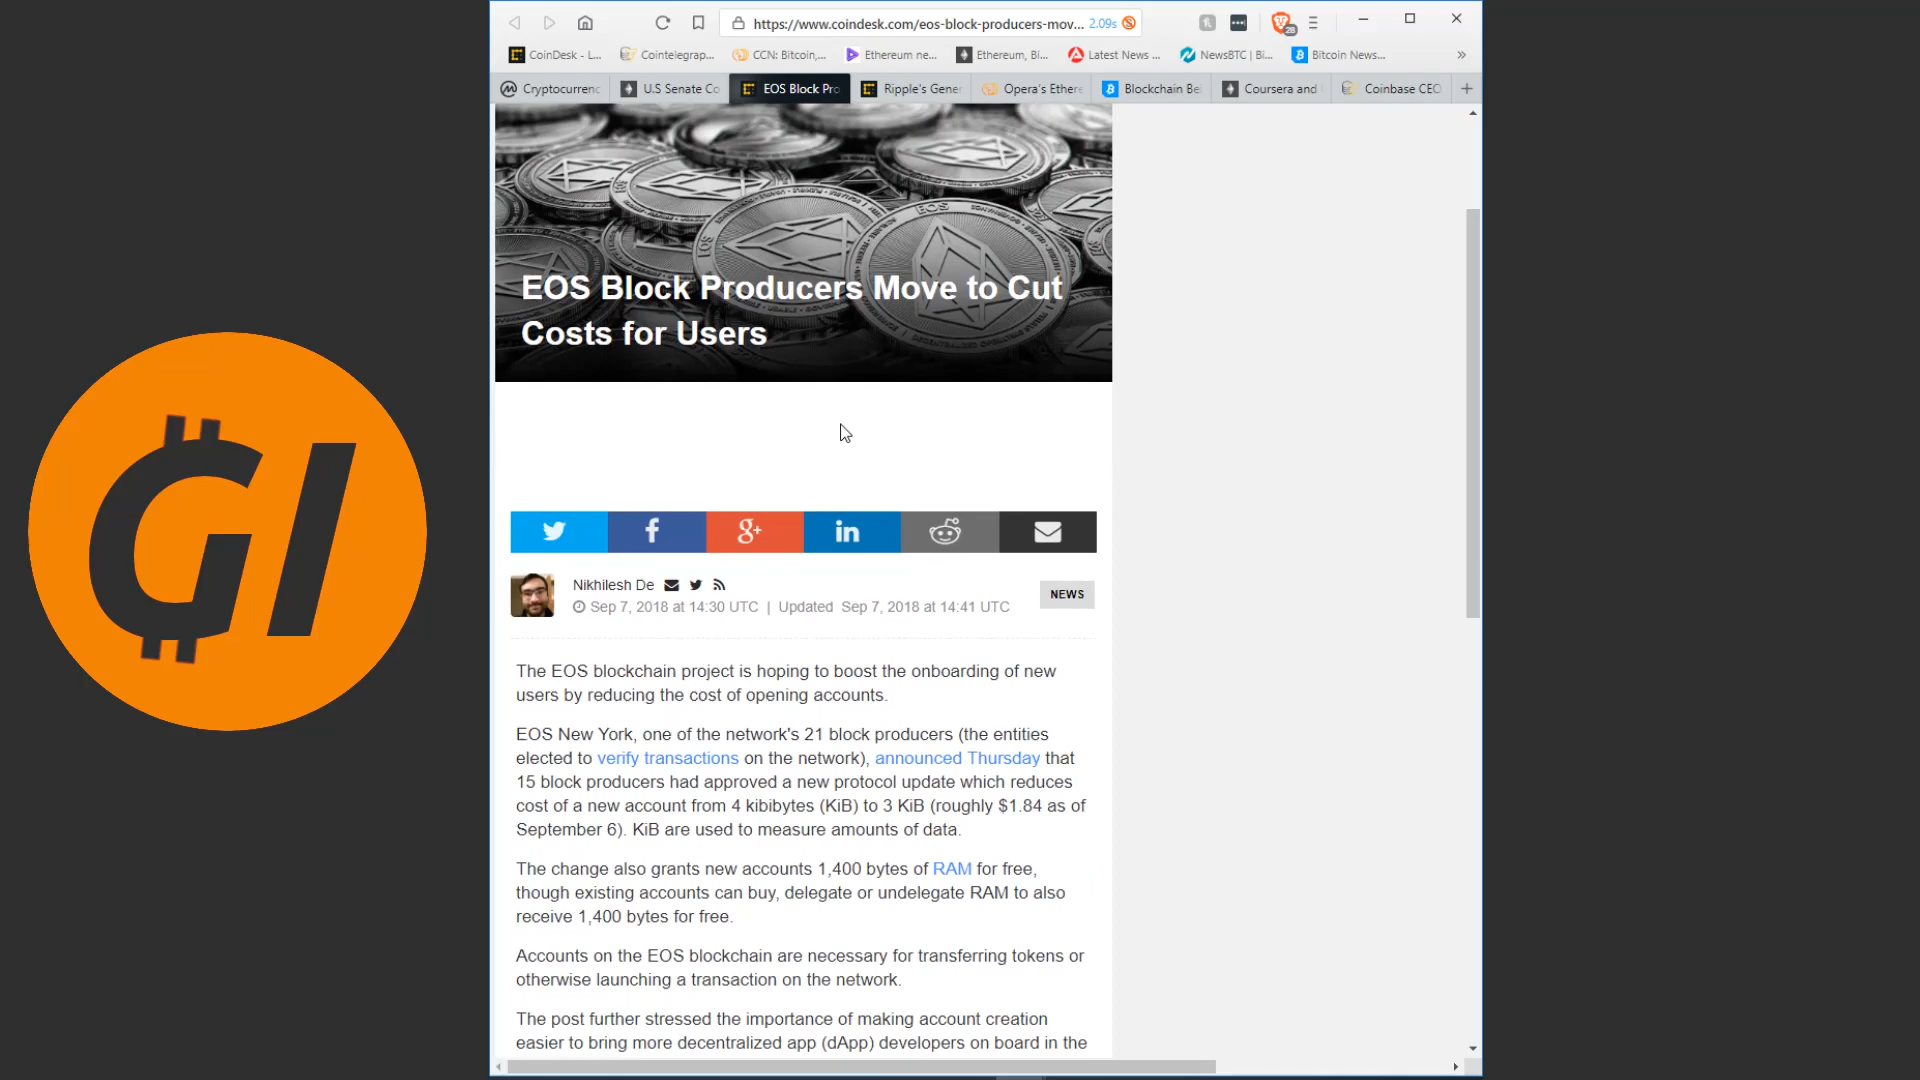 https://www.coindesk.com/eos-block-producers-mov... 2.09s
28
CoinDesk - L... Cointelegrap... CCN: Bitcoin,... Ethereum ne... Ethereum, Bi... Latest News ... NewsBTC | Bi... Bitcoin News... »
Cryptocurrenc U.S Senate Co EOS Block Pro Ripple's Gener Opera's Ethere Blockchain Be Coursera and Coinbase CEO +
EOS
EOS Block Producers Move to Cut
Costs for Users
GI
f g+ in
Nikhilesh De
Sep 7, 2018 at 14:30 UTC | Updated Sep 7, 2018 at 14:41 UTC
NEWS
The EOS blockchain project is hoping to boost the onboarding of new
users by reducing the cost of opening accounts.
EOS New York, one of the network's 21 block producers (the entities
elected to verify transactions on the network), announced Thursday that
15 block producers had approved a new protocol update which reduces
cost of a new account from 4 kibibytes (KiB) to 3 KiB (roughly $1.84 as of
September 6). KiB are used to measure amounts of data.
The change also grants new accounts 1,400 bytes of RAM for free,
though existing accounts can buy, delegate or undelegate RAM to also
receive 1,400 bytes for free.
Accounts on the EOS blockchain are necessary for transferring tokens or
otherwise launching a transaction on the network.
The post further stressed the importance of making account creation
easier to bring more decentralized app (dApp) developers on board in the